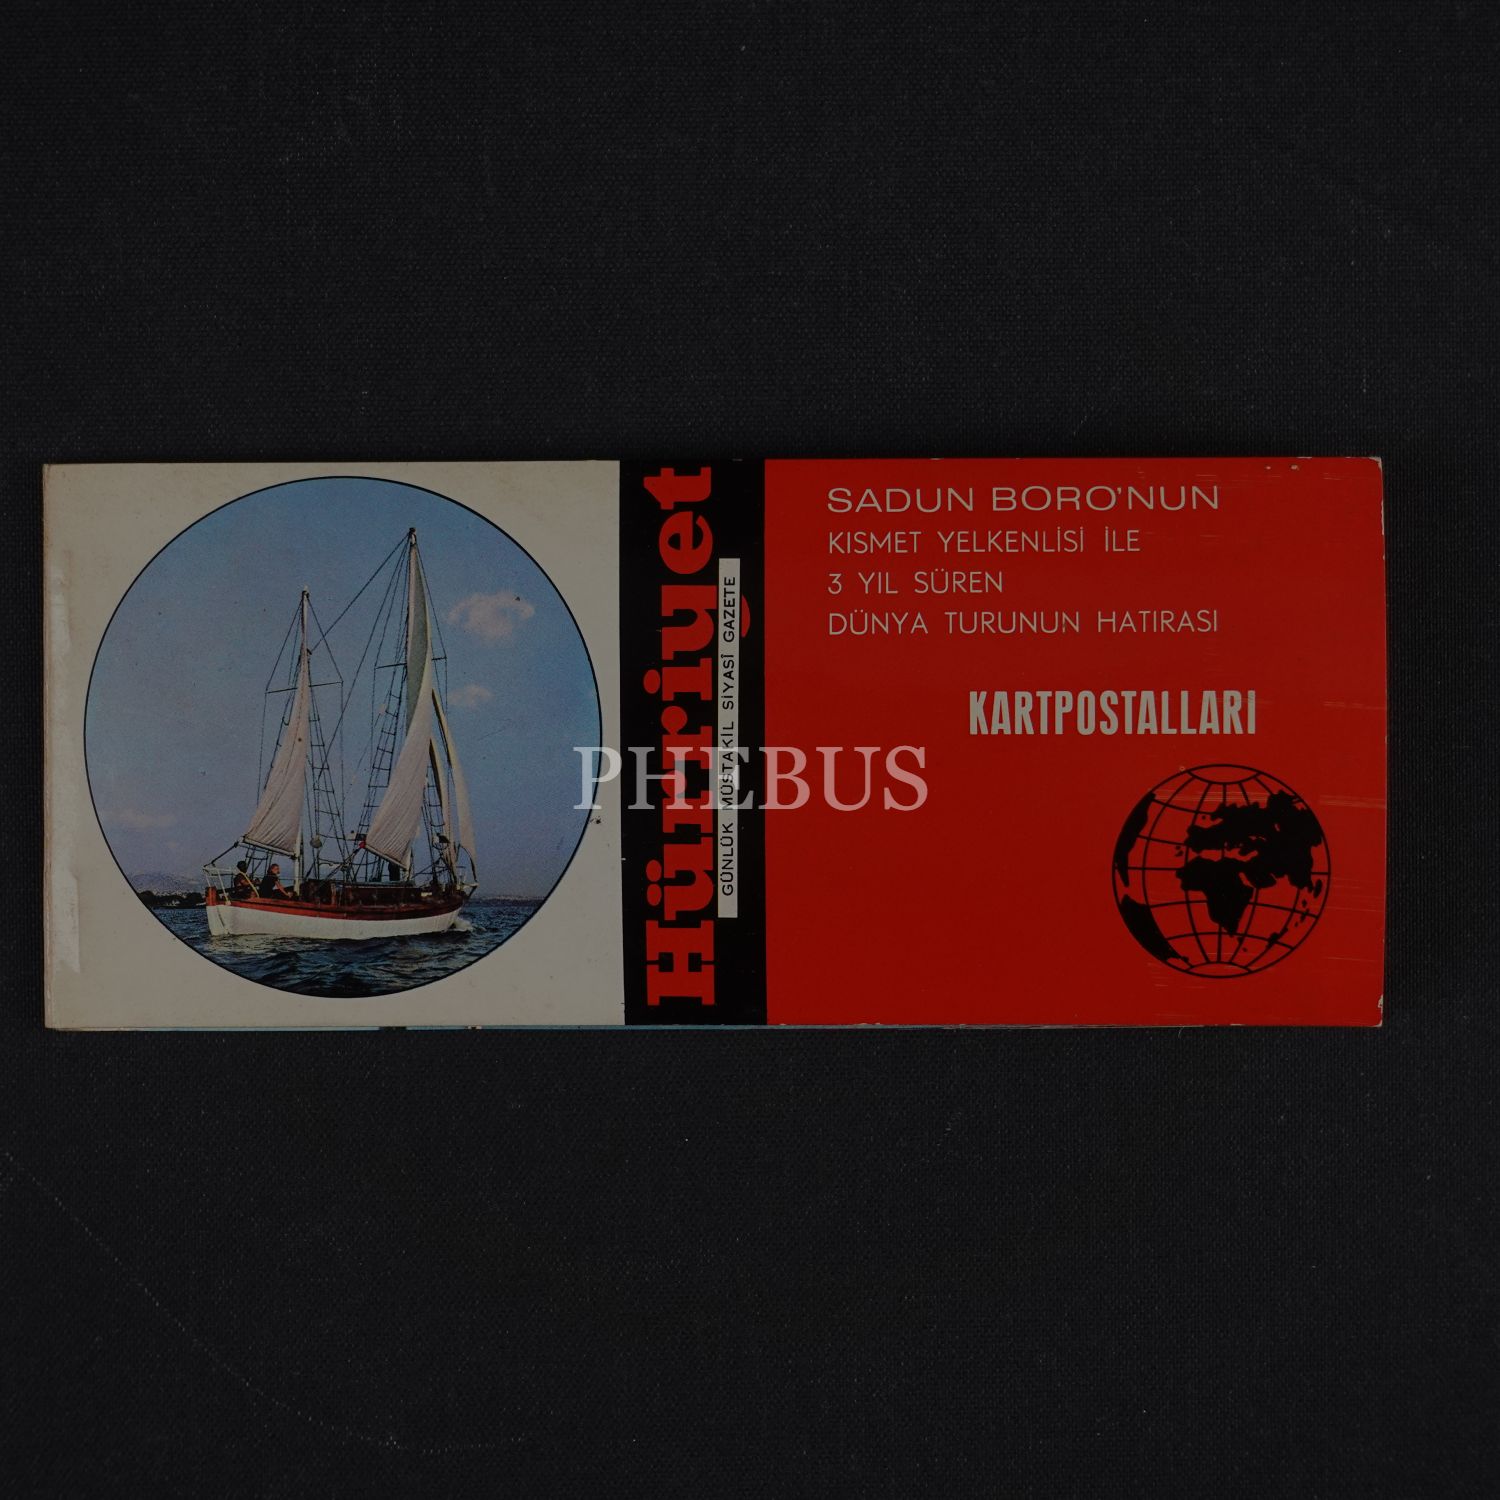 Hürriyet
GÜNLÜK MÜSTAKİL SİYASÎ GAZETE
SADUN BORO'NUN
KISMET YELKENLİSİ İLE
3 YIL SÜREN
DÜNYA TURUNUN HATIRASI
KARTPOSTALLARI
PHEBUS